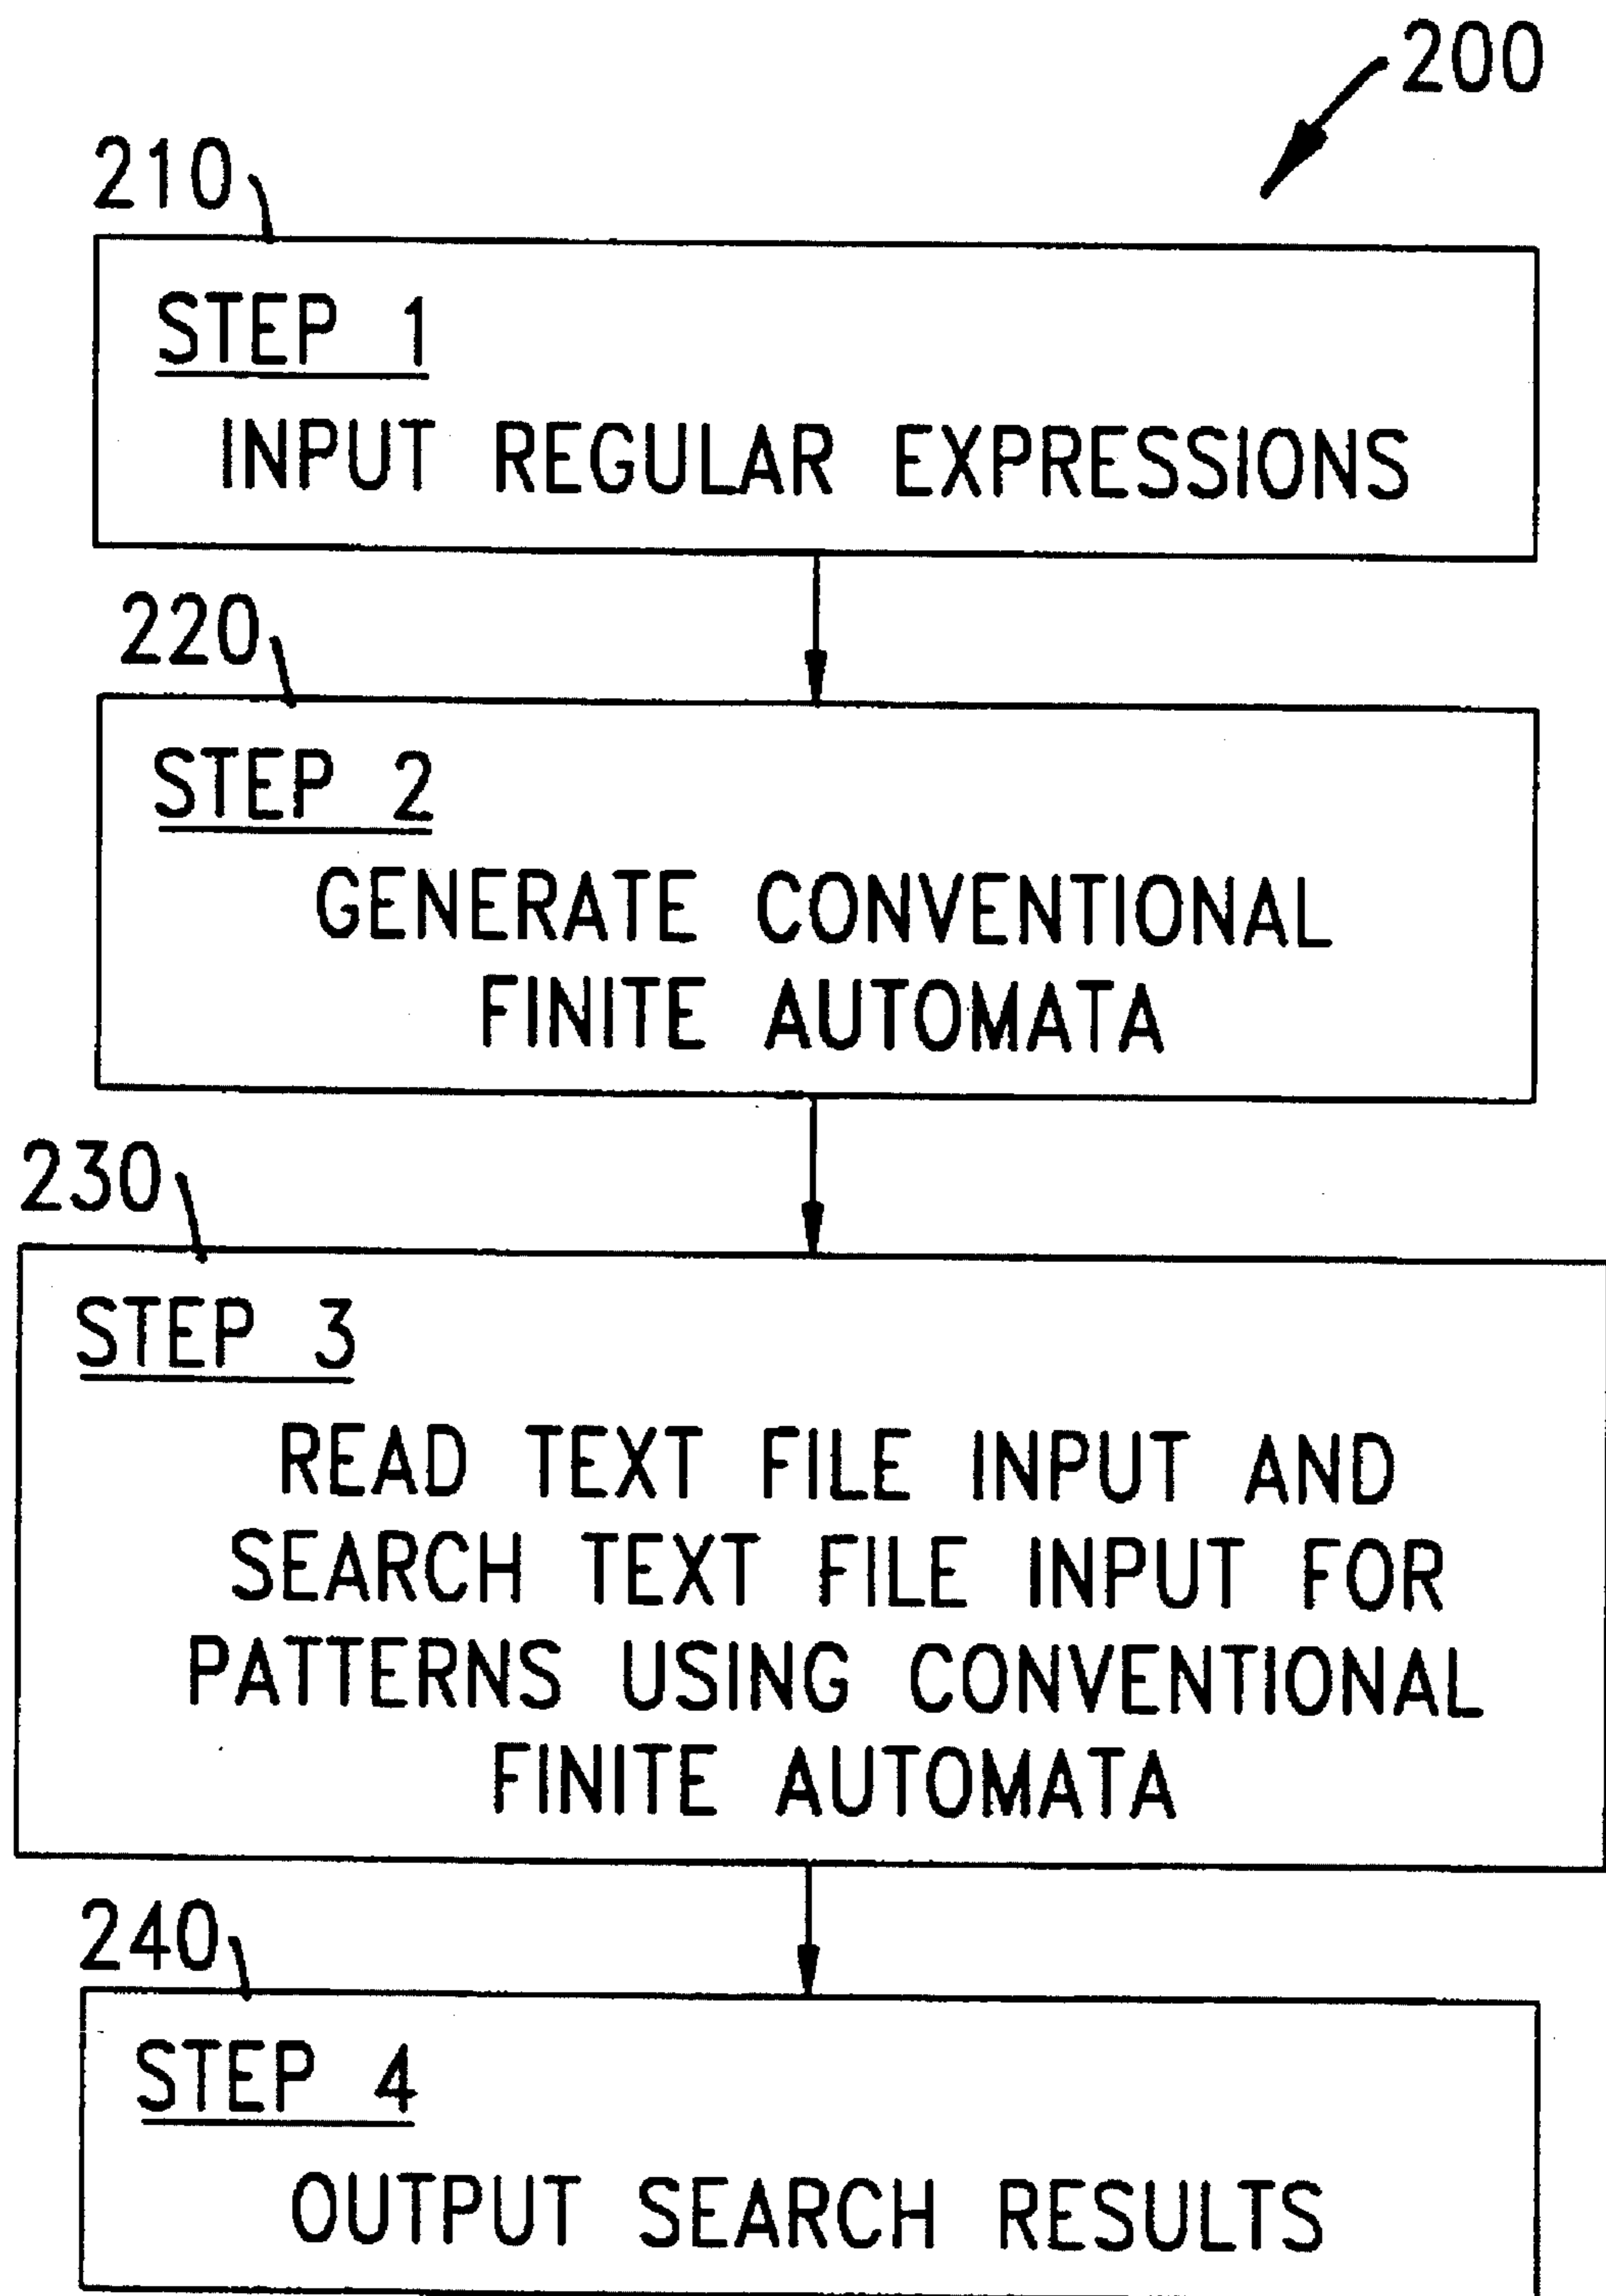 200
210
STEP 1
INPUT REGULAR EXPRESSIONS
220
STEP 2
GENERATE CONVENTIONAL
FINITE AUTOMATA
230
STEP 3
READ TEXT FILE INPUT AND
SEARCH TEXT FILE INPUT FOR
PATTERNS USING CONVENTIONAL
FINITE AUTOMATA
240
STEP 4
OUTPUT SEARCH RESULTS